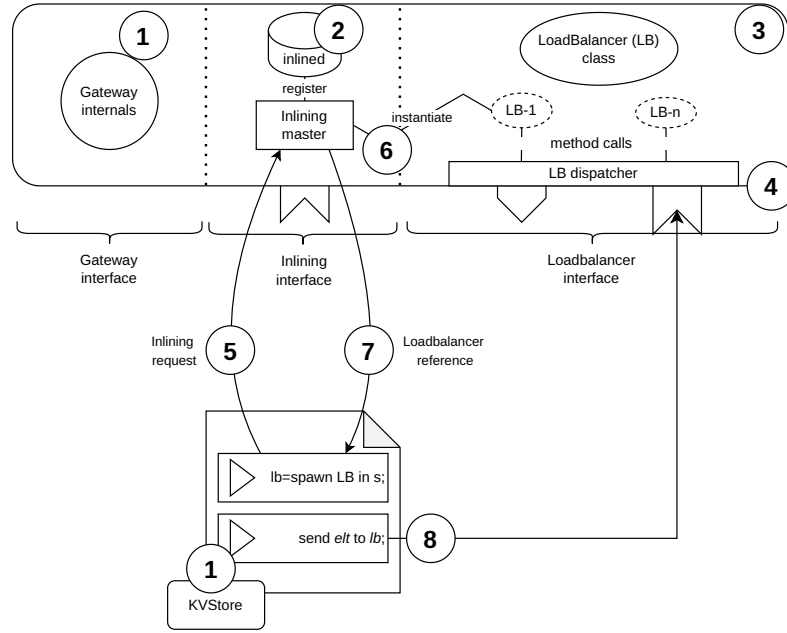 1
2
3
Gateway
internals
inlined
LoadBalancer (LB)
class
register
Inlining
master
instantiate
LB-1
LB-n
6
method calls
LB dispatcher
4
Gateway
interface
Inlining
interface
Loadbalancer
interface
Inlining
request
5
7
Loadbalancer
reference
lb=spawn LB in s;
send elt to lb;
8
1
KVStore